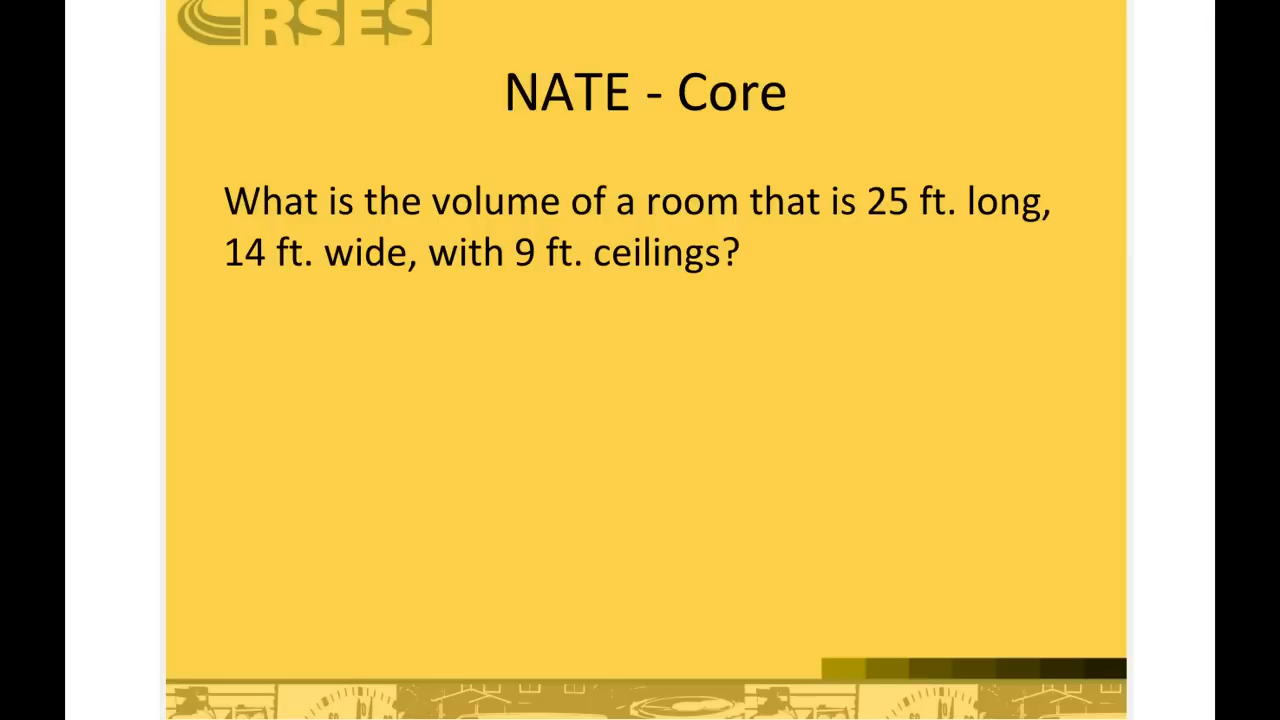 RSES
NATE - Core
What is the volume of a room that is 25 ft. long,
14 ft. wide, with 9 ft. ceilings?